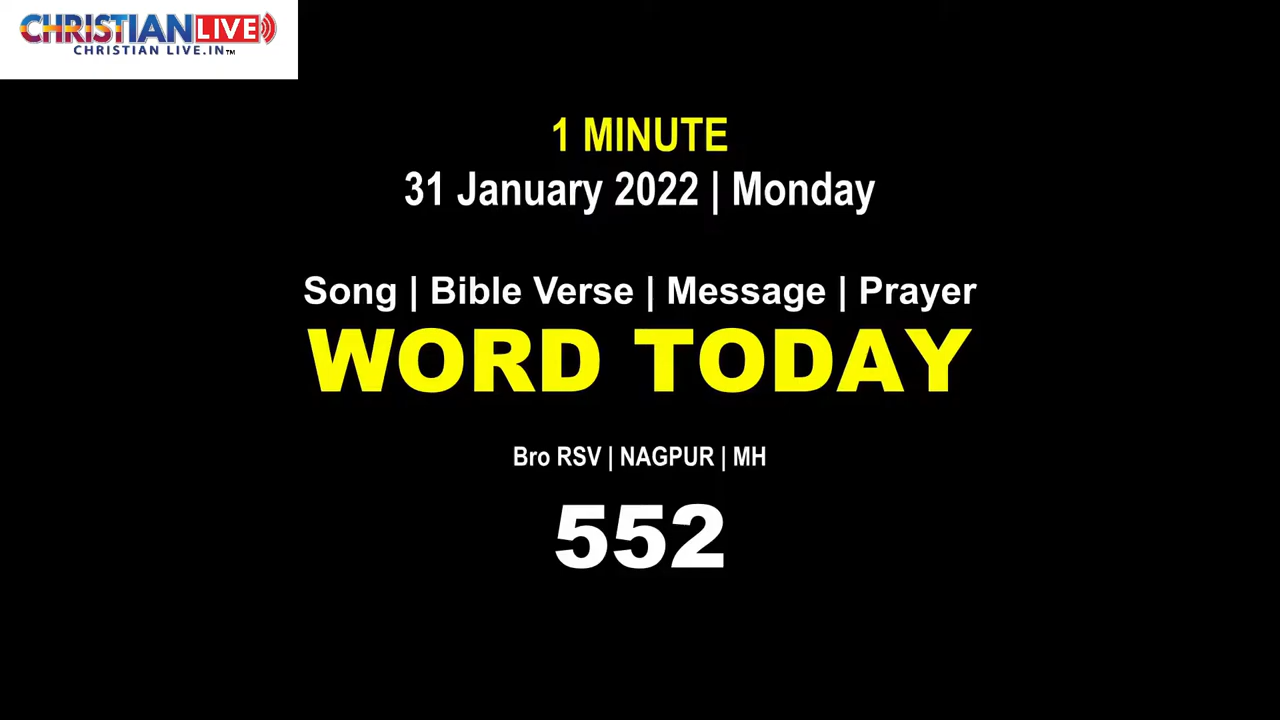 CHRISTIANLIVE
CHRISTIAN LIVE.IN™
1 MINUTE
31 January 2022 | Monday
Song | Bible Verse | Message | Prayer
WORD TODAY
Bro RSV | NAGPUR | MH
552